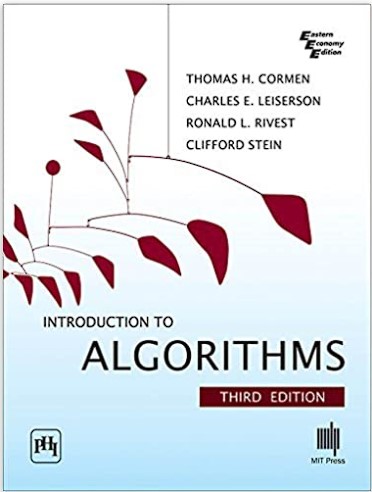 Eastern
Economy
Edition
THOMAS H. CORMEN
CHARLES E. LEISERSON
RONALD L. RIVEST
CLIFFORD STEIN
INTRODUCTION TO
ALGORITHMS
THIRD EDITION
PHI
MIT Press